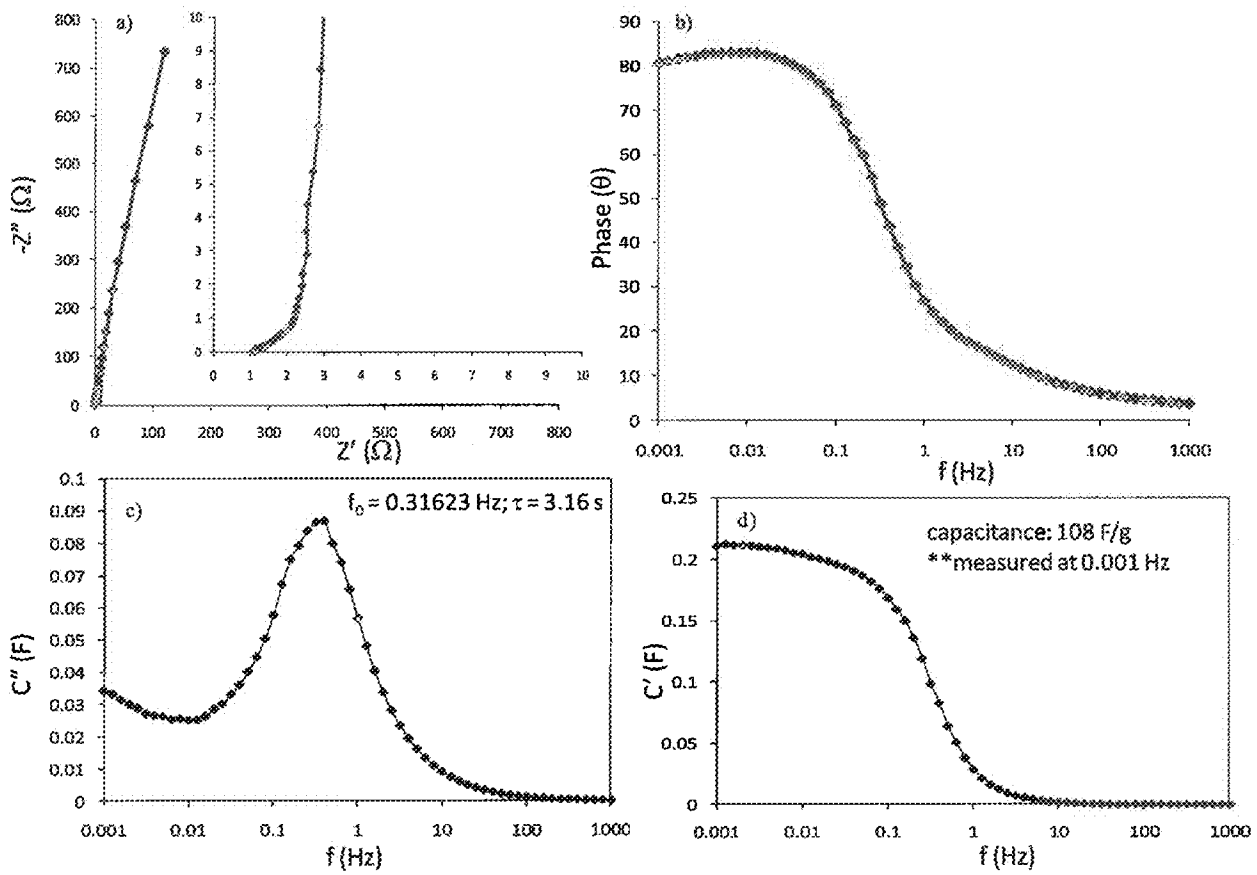 a)
800
700
600
500
400
300
200
100
0
-Z'' (Ω)
0 100 200 300 400 500 600 700 800
Z' (Ω)
10
9
8
7
6
5
4
3
2
1
0
0 1 2 3 4 5 6 7 8 9 10
b)
90
80
70
60
50
40
30
20
10
0
Phase (θ)
0.001 0.01 0.1 1 10 100 1000
f (Hz)
c)
f₀ = 0.31623 Hz; τ = 3.16 s
0.1
0.09
0.08
0.07
0.06
0.05
0.04
0.03
0.02
0.01
0
C'' (F)
0.001 0.01 0.1 1 10 100 1000
f (Hz)
d)
capacitance: 108 F/g
**measured at 0.001 Hz
0.25
0.2
0.15
0.1
0.05
0
C' (F)
0.001 0.01 0.1 1 10 100 1000
f (Hz)